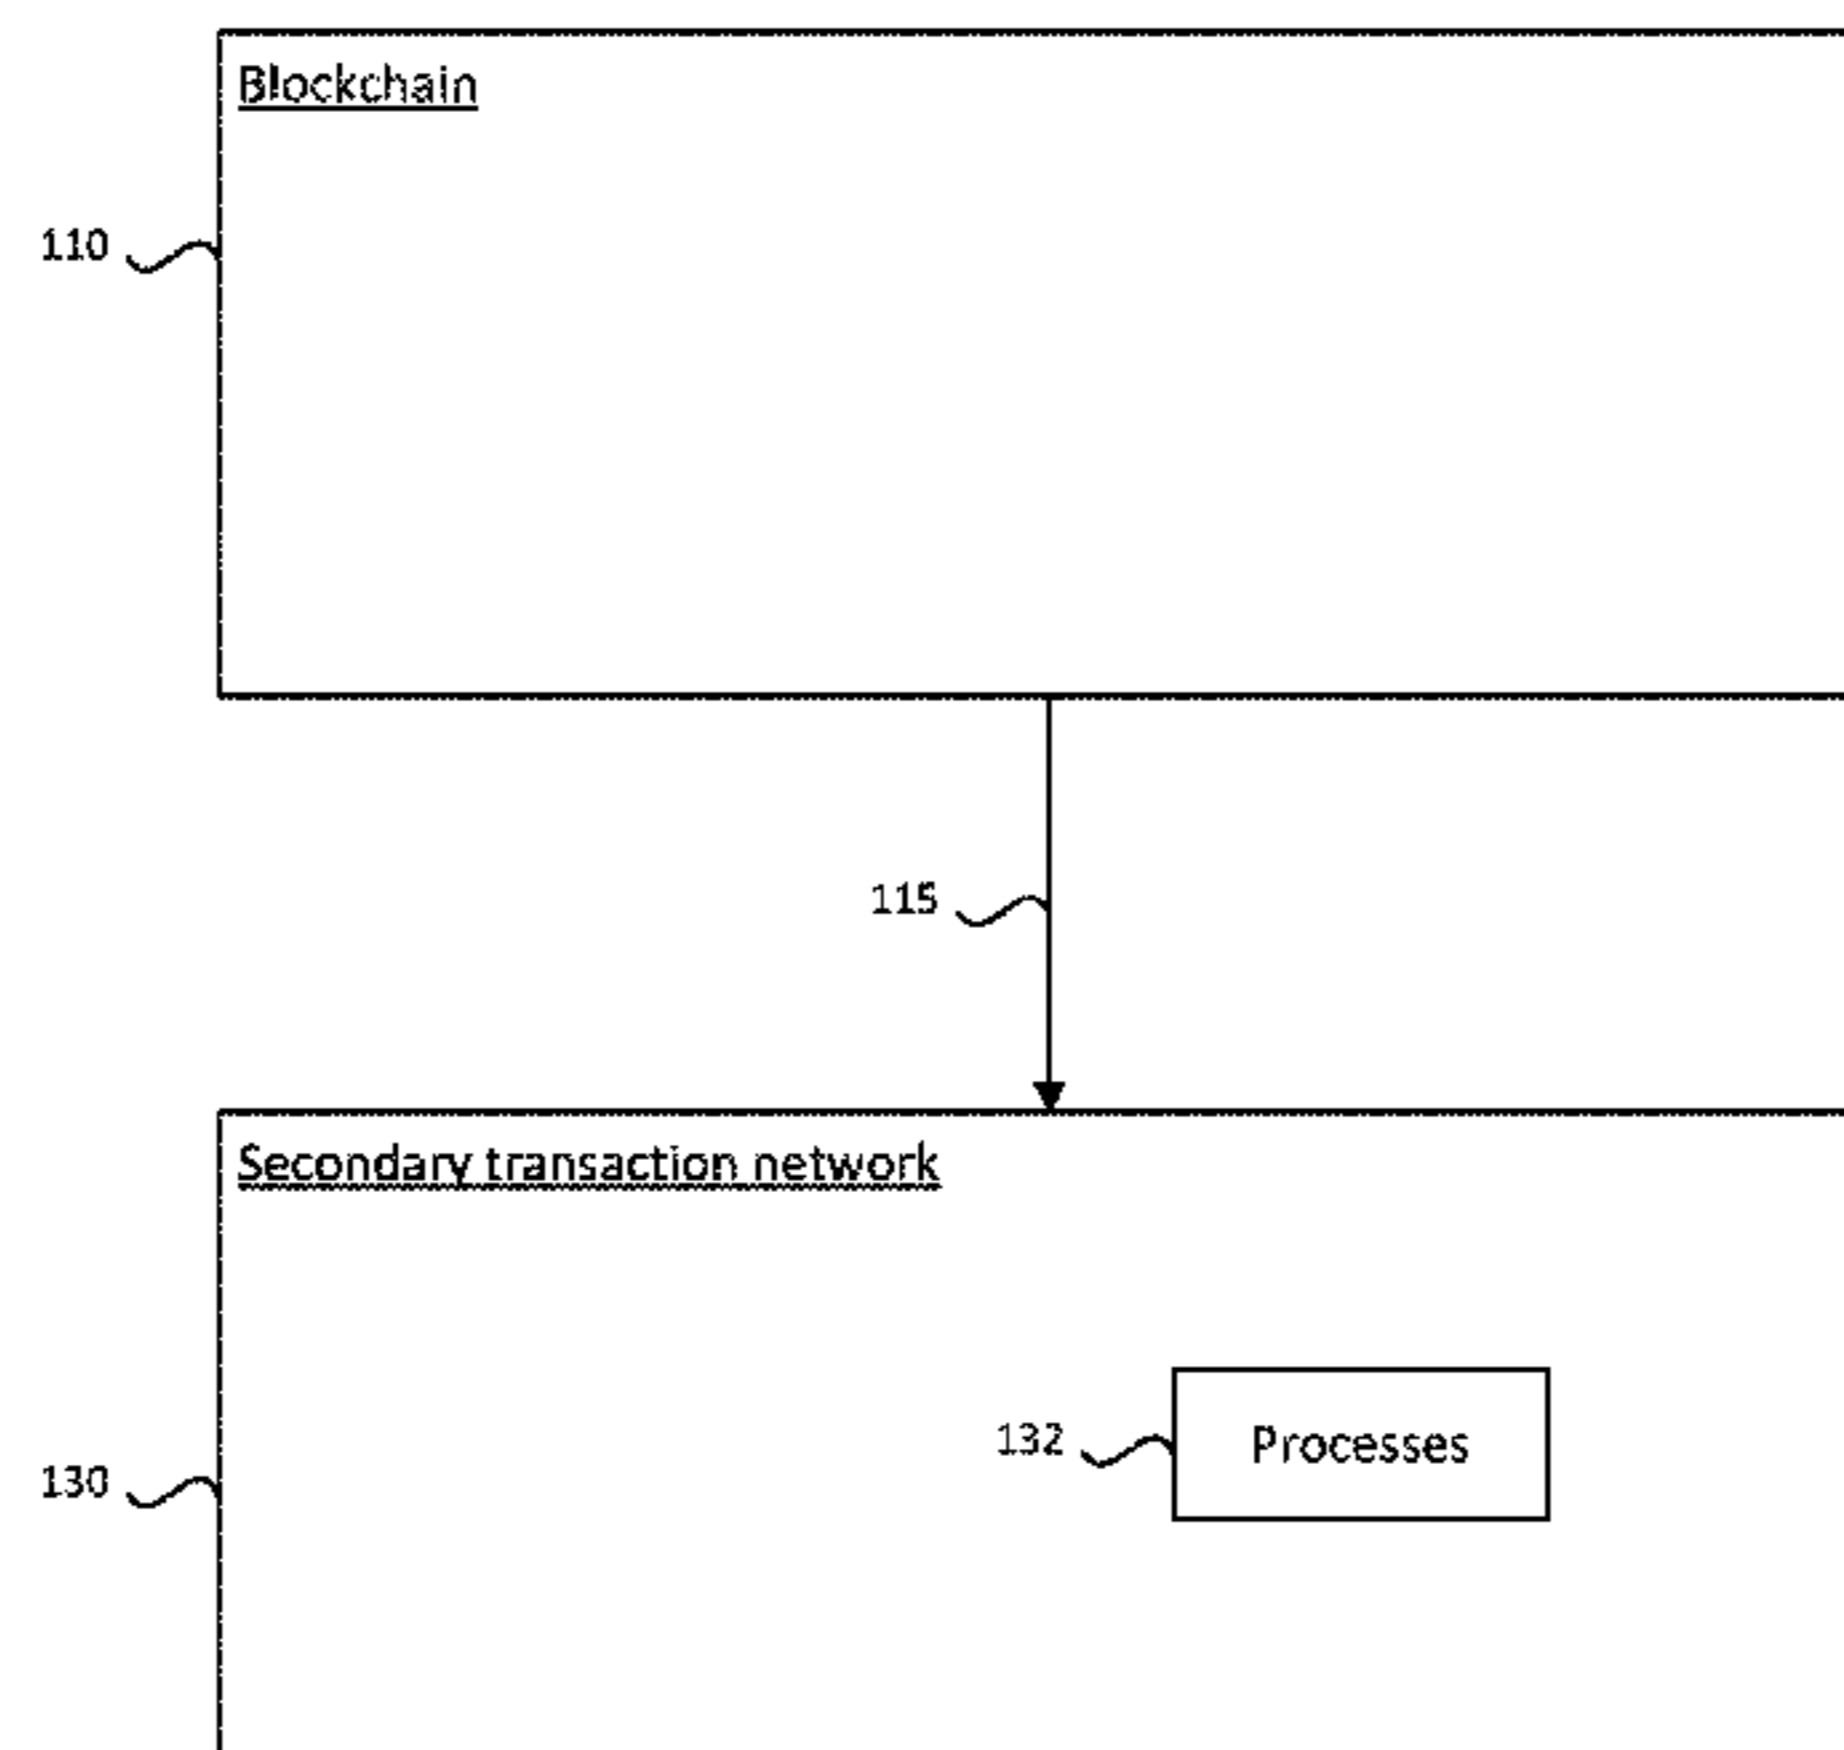 Blockchain
110
115
Secondary transaction network
132
Processes
130